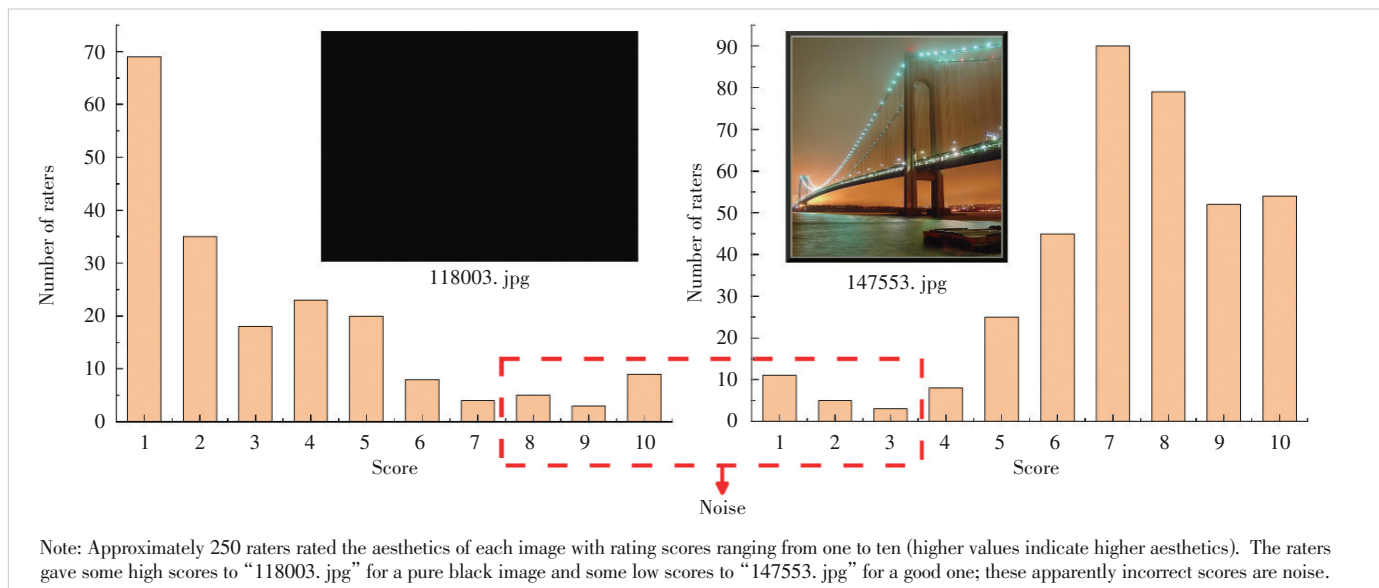 70
60
50
40
30
20
10
0
Number of raters
118003. jpg
1 2 3 4 5 6 7 8 9 10
Score
90
80
70
60
50
40
30
20
10
0
Number of raters
147553. jpg
1 2 3 4 5 6 7 8 9 10
Score
Noise
Note: Approximately 250 raters rated the aesthetics of each image with rating scores ranging from one to ten (higher values indicate higher aesthetics). The raters
gave some high scores to “118003. jpg” for a pure black image and some low scores to “147553. jpg” for a good one; these apparently incorrect scores are noise.